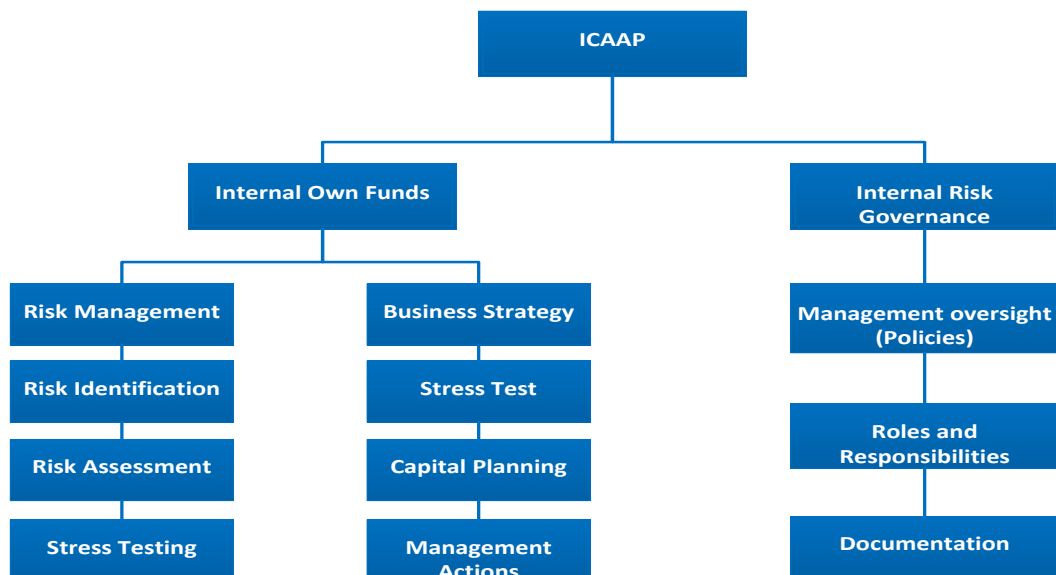 ICAAP
Internal Own Funds
Internal Risk
Governance
Risk Management
Business Strategy
Management oversight
(Policies)
Risk Identification
Stress Test
Roles and
Responsibilities
Risk Assessment
Capital Planning
Stress Testing
Management
Actions
Documentation